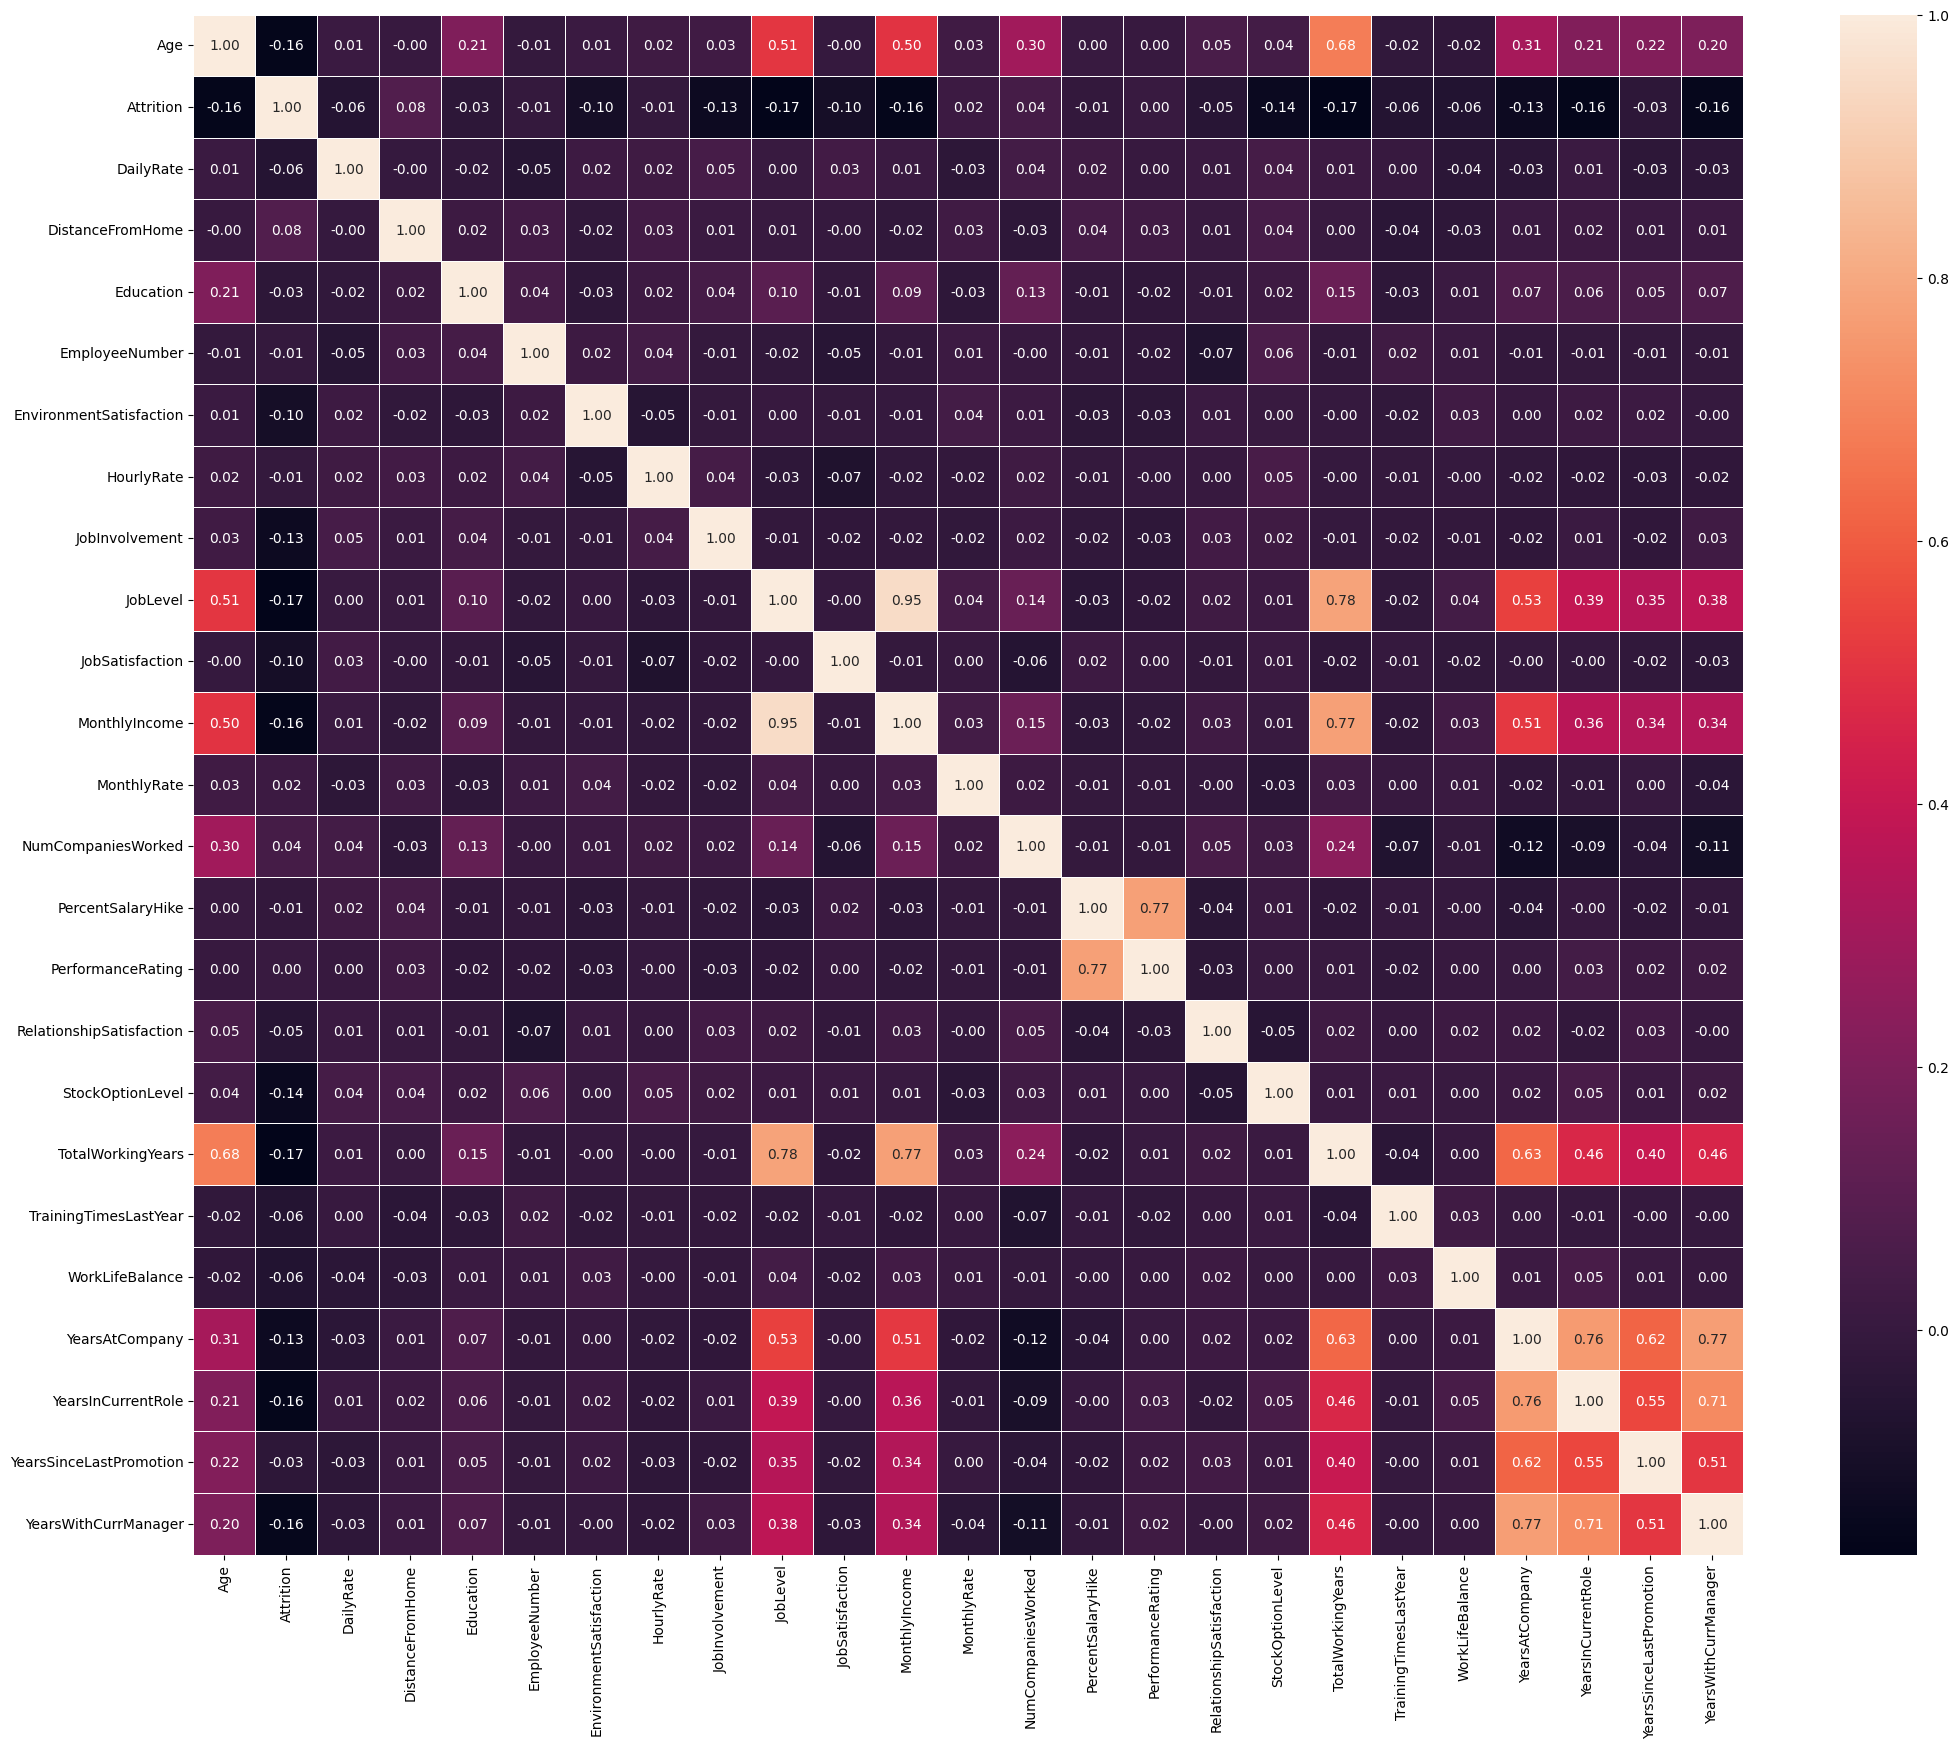 Age 1.00 -0.16 0.01 -0.00 0.21 -0.01 0.01 0.02 0.03 0.51 -0.00 0.50 0.03 0.30 0.00 0.00 0.05 0.04 0.68 -0.02 -0.02 0.31 0.21 0.22 0.20
Attrition -0.16 1.00 -0.06 0.08 -0.03 -0.01 -0.10 -0.01 -0.13 -0.17 -0.10 -0.16 0.02 0.04 -0.01 0.00 -0.05 -0.14 -0.17 -0.06 -0.06 -0.13 -0.16 -0.03 -0.16
DailyRate 0.01 -0.06 1.00 -0.00 -0.02 -0.05 0.02 0.02 0.05 0.00 0.03 0.01 -0.03 0.04 0.02 0.00 0.01 0.04 0.01 0.00 -0.04 -0.03 0.01 -0.03 -0.03
DistanceFromHome -0.00 0.08 -0.00 1.00 0.02 0.03 -0.02 0.03 0.01 0.01 -0.00 -0.02 0.03 -0.03 0.04 0.03 0.01 0.04 0.00 -0.04 -0.03 0.01 0.02 0.01 0.01
Education 0.21 -0.03 -0.02 0.02 1.00 0.04 -0.03 0.02 0.04 0.10 -0.01 0.09 -0.03 0.13 -0.01 -0.02 -0.01 0.02 0.15 -0.03 0.01 0.07 0.06 0.05 0.07
EmployeeNumber -0.01 -0.01 -0.05 0.03 0.04 1.00 0.02 0.04 -0.01 -0.02 -0.05 -0.01 0.01 -0.00 -0.01 -0.02 -0.07 0.06 -0.01 0.02 0.01 -0.01 -0.01 -0.01 -0.01
EnvironmentSatisfaction 0.01 -0.10 0.02 -0.02 -0.03 0.02 1.00 -0.05 -0.01 0.00 -0.01 -0.01 0.04 0.01 -0.03 -0.03 0.01 0.00 -0.00 -0.02 0.03 0.00 0.02 0.02 -0.00
HourlyRate 0.02 -0.01 0.02 0.03 0.02 0.04 -0.05 1.00 0.04 -0.03 -0.07 -0.02 -0.02 0.02 -0.01 -0.00 0.00 0.05 -0.00 -0.01 -0.00 -0.02 -0.02 -0.03 -0.02
JobInvolvement 0.03 -0.13 0.05 0.01 0.04 -0.01 -0.01 0.04 1.00 -0.01 -0.02 -0.02 -0.02 0.02 -0.02 -0.03 0.03 0.02 -0.01 -0.02 -0.01 -0.02 0.01 -0.02 0.03
JobLevel 0.51 -0.17 0.00 0.01 0.10 -0.02 0.00 -0.03 -0.01 1.00 -0.00 0.95 0.04 0.14 -0.03 -0.02 0.02 0.01 0.78 -0.02 0.04 0.53 0.39 0.35 0.38
JobSatisfaction -0.00 -0.10 0.03 -0.00 -0.01 -0.05 -0.01 -0.07 -0.02 -0.00 1.00 -0.01 0.00 -0.06 0.02 0.00 -0.01 0.01 -0.02 -0.01 -0.02 -0.00 -0.00 -0.02 -0.03
MonthlyIncome 0.50 -0.16 0.01 -0.02 0.09 -0.01 -0.01 -0.02 -0.02 0.95 -0.01 1.00 0.03 0.15 -0.03 -0.02 0.03 0.01 0.77 -0.02 0.03 0.51 0.36 0.34 0.34
MonthlyRate 0.03 0.02 -0.03 0.03 -0.03 0.01 0.04 -0.02 -0.02 0.04 0.00 0.03 1.00 0.02 -0.01 -0.01 -0.00 -0.03 0.03 0.00 0.01 -0.02 -0.01 0.00 -0.04
NumCompaniesWorked 0.30 0.04 0.04 -0.03 0.13 -0.00 0.01 0.02 0.02 0.14 -0.06 0.15 0.02 1.00 -0.01 -0.01 0.05 0.03 0.24 -0.07 -0.01 -0.12 -0.09 -0.04 -0.11
PercentSalaryHike 0.00 -0.01 0.02 0.04 -0.01 -0.01 -0.03 -0.01 -0.02 -0.03 0.02 -0.03 -0.01 -0.01 1.00 0.77 -0.04 0.01 -0.02 -0.01 -0.00 -0.04 -0.00 -0.02 -0.01
PerformanceRating 0.00 0.00 0.00 0.03 -0.02 -0.02 -0.03 -0.00 -0.03 -0.02 0.00 -0.02 -0.01 -0.01 0.77 1.00 -0.03 0.00 0.01 -0.02 0.00 0.00 0.03 0.02 0.02
RelationshipSatisfaction 0.05 -0.05 0.01 0.01 -0.01 -0.07 0.01 0.00 0.03 0.02 -0.01 0.03 -0.00 0.05 -0.04 -0.03 1.00 -0.05 0.02 0.00 0.02 0.02 -0.02 0.03 -0.00
StockOptionLevel 0.04 -0.14 0.04 0.04 0.02 0.06 0.00 0.05 0.02 0.01 0.01 0.01 -0.03 0.03 0.01 0.00 -0.05 1.00 0.01 0.01 0.00 0.02 0.05 0.01 0.02
TotalWorkingYears 0.68 -0.17 0.01 0.00 0.15 -0.01 -0.00 -0.00 -0.01 0.78 -0.02 0.77 0.03 0.24 -0.02 0.01 0.02 0.01 1.00 -0.04 0.00 0.63 0.46 0.40 0.46
TrainingTimesLastYear -0.02 -0.06 0.00 -0.04 -0.03 0.02 -0.02 -0.01 -0.02 -0.02 -0.01 -0.02 0.00 -0.07 -0.01 -0.02 0.00 0.01 -0.04 1.00 0.03 0.00 -0.01 -0.00 -0.00
WorkLifeBalance -0.02 -0.06 -0.04 -0.03 0.01 0.01 0.03 -0.00 -0.01 0.04 -0.02 0.03 0.01 -0.01 -0.00 0.00 0.02 0.00 0.00 0.03 1.00 0.01 0.05 0.01 0.00
YearsAtCompany 0.31 -0.13 -0.03 0.01 0.07 -0.01 0.00 -0.02 -0.02 0.53 -0.00 0.51 -0.02 -0.12 -0.04 0.00 0.02 0.02 0.63 0.00 0.01 1.00 0.76 0.62 0.77
YearsInCurrentRole 0.21 -0.16 0.01 0.02 0.06 -0.01 0.02 -0.02 0.01 0.39 -0.00 0.36 -0.01 -0.09 -0.00 0.03 -0.02 0.05 0.46 -0.01 0.05 0.76 1.00 0.55 0.71
YearsSinceLastPromotion 0.22 -0.03 -0.03 0.01 0.05 -0.01 0.02 -0.03 -0.02 0.35 -0.02 0.34 0.00 -0.04 -0.02 0.02 0.03 0.01 0.40 -0.00 0.01 0.62 0.55 1.00 0.51
YearsWithCurrManager 0.20 -0.16 -0.03 0.01 0.07 -0.01 -0.00 -0.02 0.03 0.38 -0.03 0.34 -0.04 -0.11 -0.01 0.02 -0.00 0.02 0.46 -0.00 0.00 0.77 0.71 0.51 1.00
Age
Attrition
DailyRate
DistanceFromHome
Education
EmployeeNumber
EnvironmentSatisfaction
HourlyRate
JobInvolvement
JobLevel
JobSatisfaction
MonthlyIncome
MonthlyRate
NumCompaniesWorked
PercentSalaryHike
PerformanceRating
RelationshipSatisfaction
StockOptionLevel
TotalWorkingYears
TrainingTimesLastYear
WorkLifeBalance
YearsAtCompany
YearsInCurrentRole
YearsSinceLastPromotion
YearsWithCurrManager
1.0
0.8
0.6
0.4
0.2
0.0